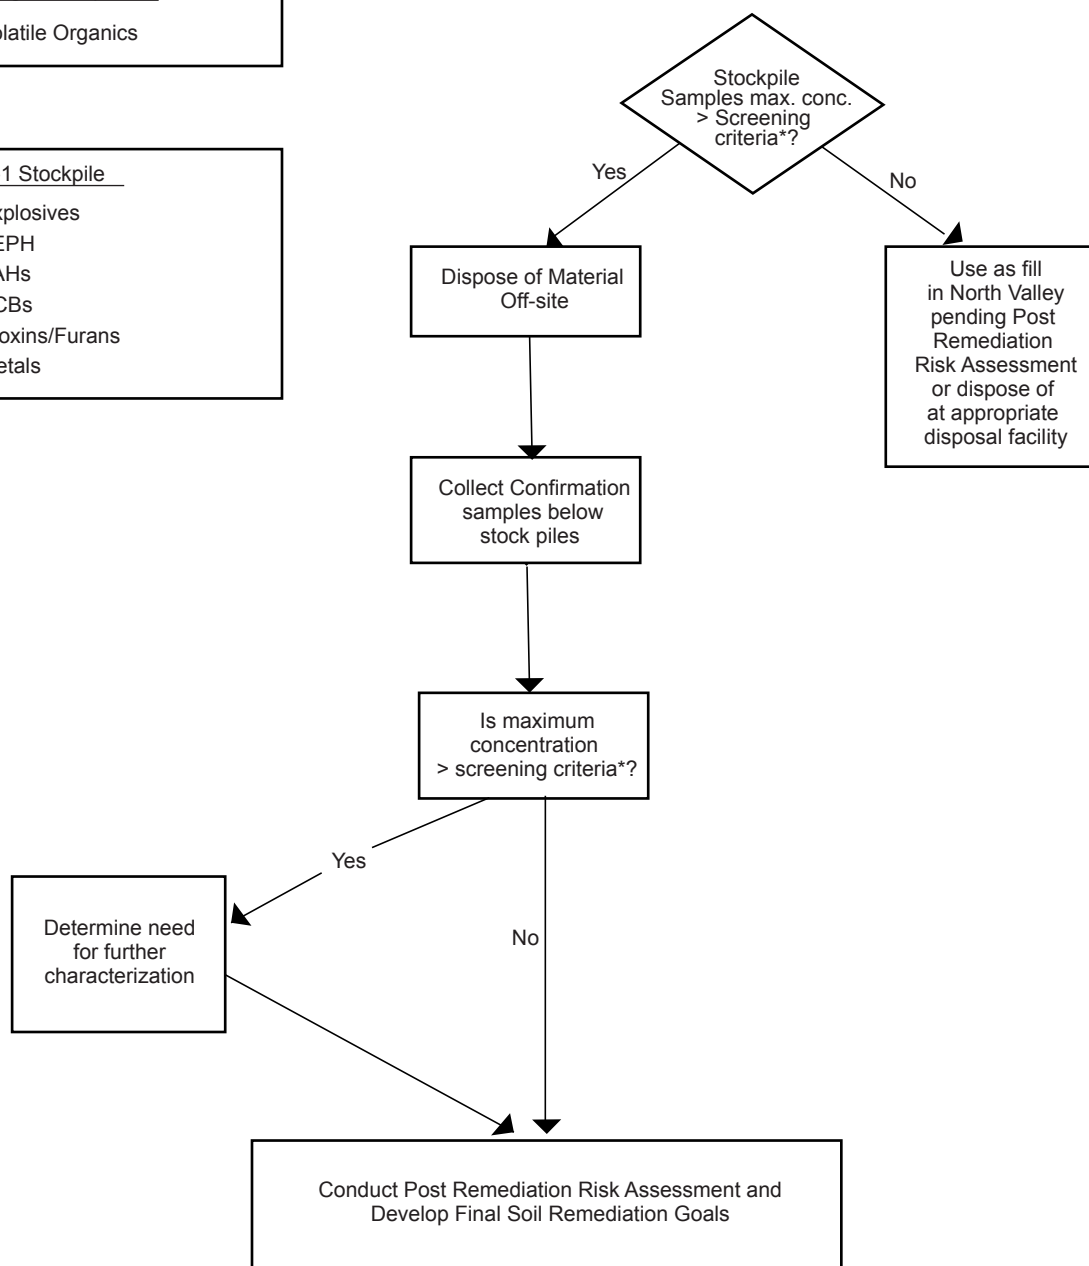 olatile Organics
1 Stockpile
xplosives
EPH
AHs
CBs
oxins/Furans
etals
Stockpile
Samples max. conc.
> Screening
criteria*?
Yes
No
Dispose of Material
Off-site
Use as fill
in North Valley
pending Post
Remediation
Risk Assessment
or dispose of
at appropriate
disposal facility
Collect Confirmation
samples below
stock piles
Is maximum
concentration
> screening criteria*?
Yes
No
Determine need
for further
characterization
Conduct Post Remediation Risk Assessment and
Develop Final Soil Remediation Goals